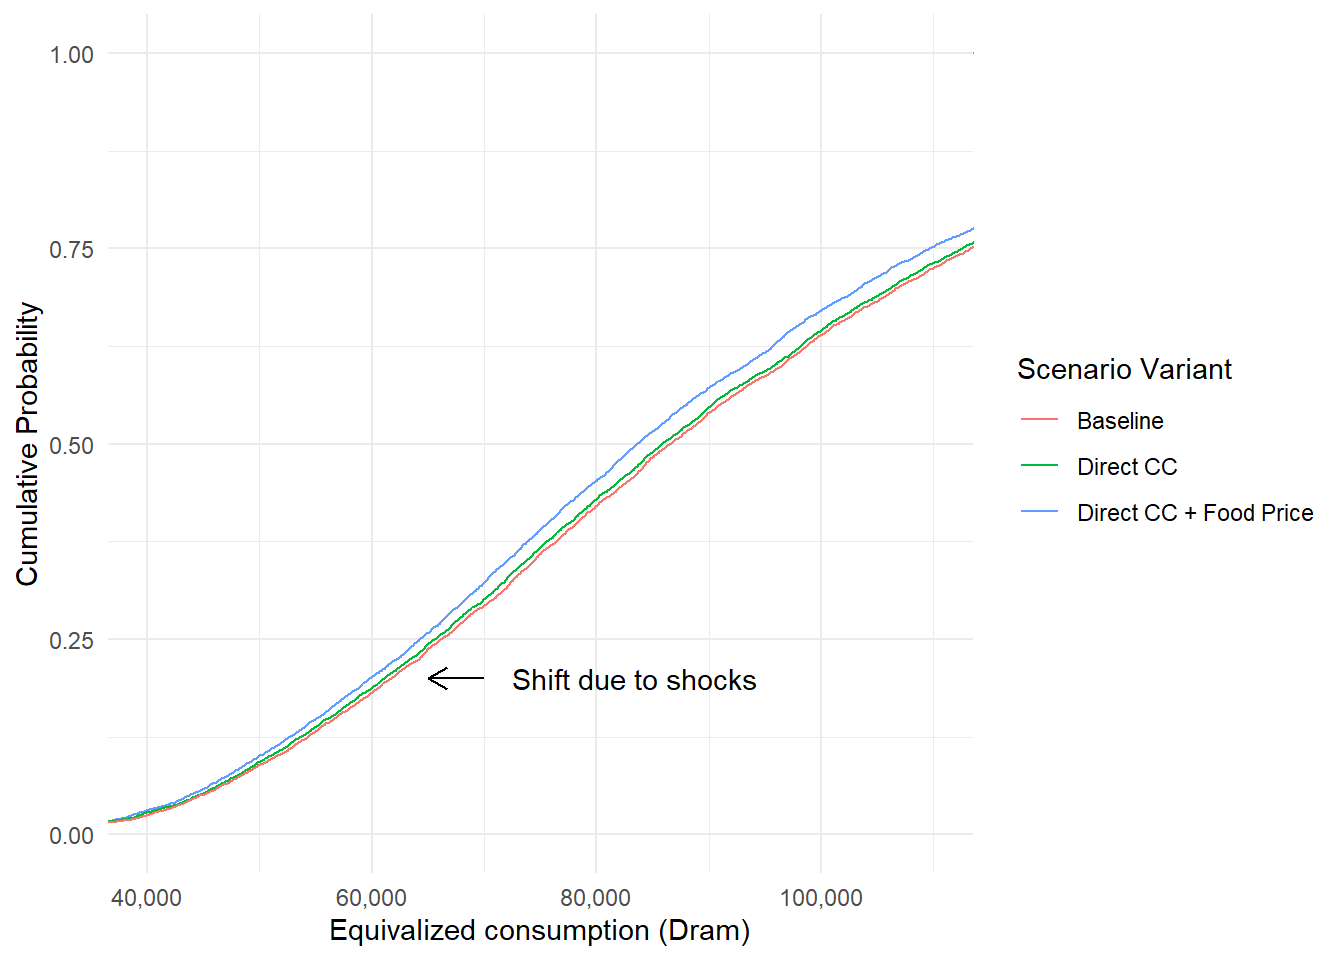 1.00
0.75
0.50
0.25
0.00
Cumulative Probability
Shift due to shocks
40,000
60,000
80,000
100,000
Equivalized consumption (Dram)
Scenario Variant
Baseline
Direct CC
Direct CC + Food Price